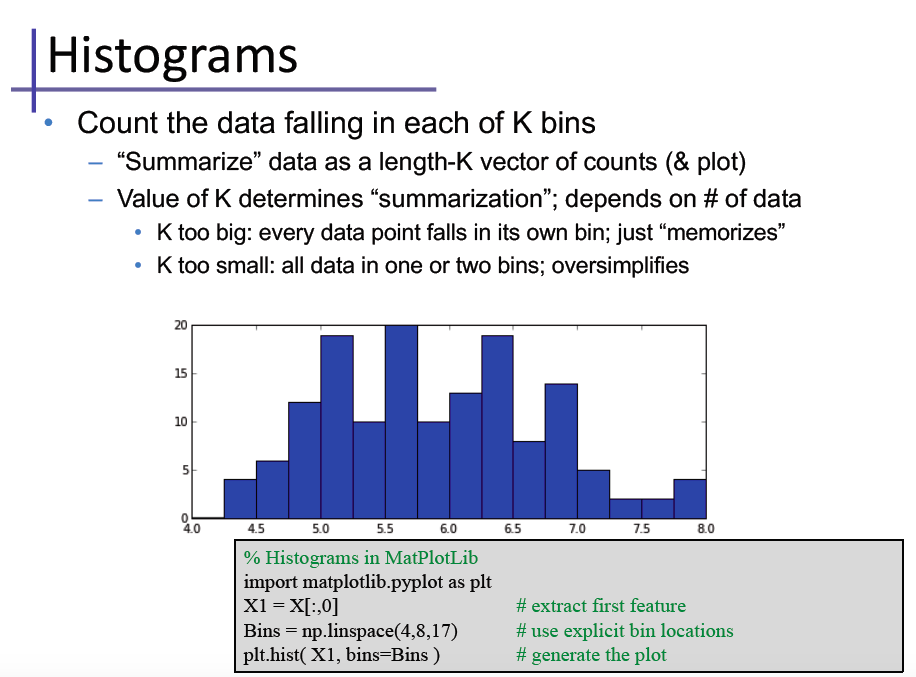 Histograms
• Count the data falling in each of K bins
– “Summarize” data as a length-K vector of counts (& plot)
– Value of K determines “summarization”; depends on # of data
• K too big: every data point falls in its own bin; just “memorizes”
• K too small: all data in one or two bins; oversimplifies
20
15
10
5
0
4.0 4.5 5.0 5.5 6.0 6.5 7.0 7.5 8.0
% Histograms in MatPlotLib
import matplotlib.pyplot as plt
X1 = X[:,0] # extract first feature
Bins = np.linspace(4,8,17) # use explicit bin locations
plt.hist( X1, bins=Bins ) # generate the plot